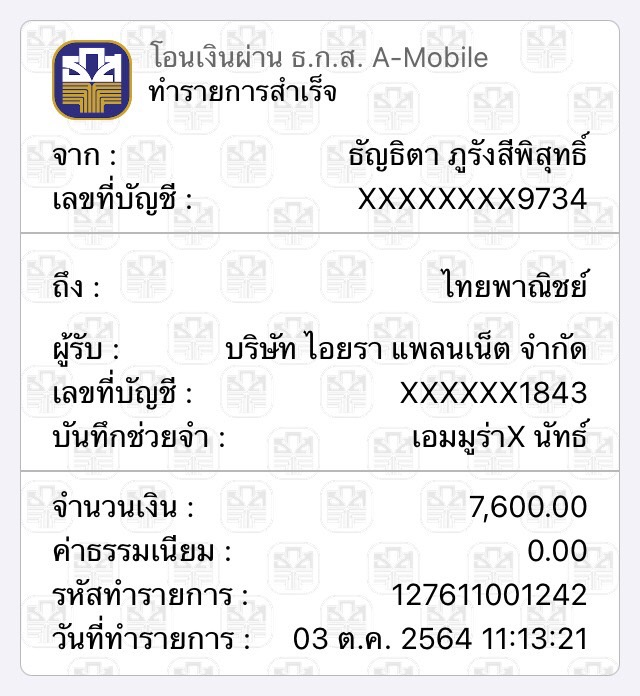 โอนเงินผ่าน ธ.ก.ส. A-Mobile
ทำรายการสำเร็จ
จาก : ธัญธิตา ภูรังสีพิสุทธิ์
เลขที่บัญชี : XXXXXXXX9734
ถึง : ไทยพาณิชย์
ผู้รับ : บริษัท ไอยรา แพลนเน็ต จำกัด
เลขที่บัญชี : XXXXXX1843
บันทึกช่วยจำ : เอมมูร่าX นัทธ์
จำนวนเงิน : 7,600.00
ค่าธรรมเนียม : 0.00
รหัสทำรายการ : 127611001242
วันที่ทำรายการ : 03 ต.ค. 2564 11:13:21